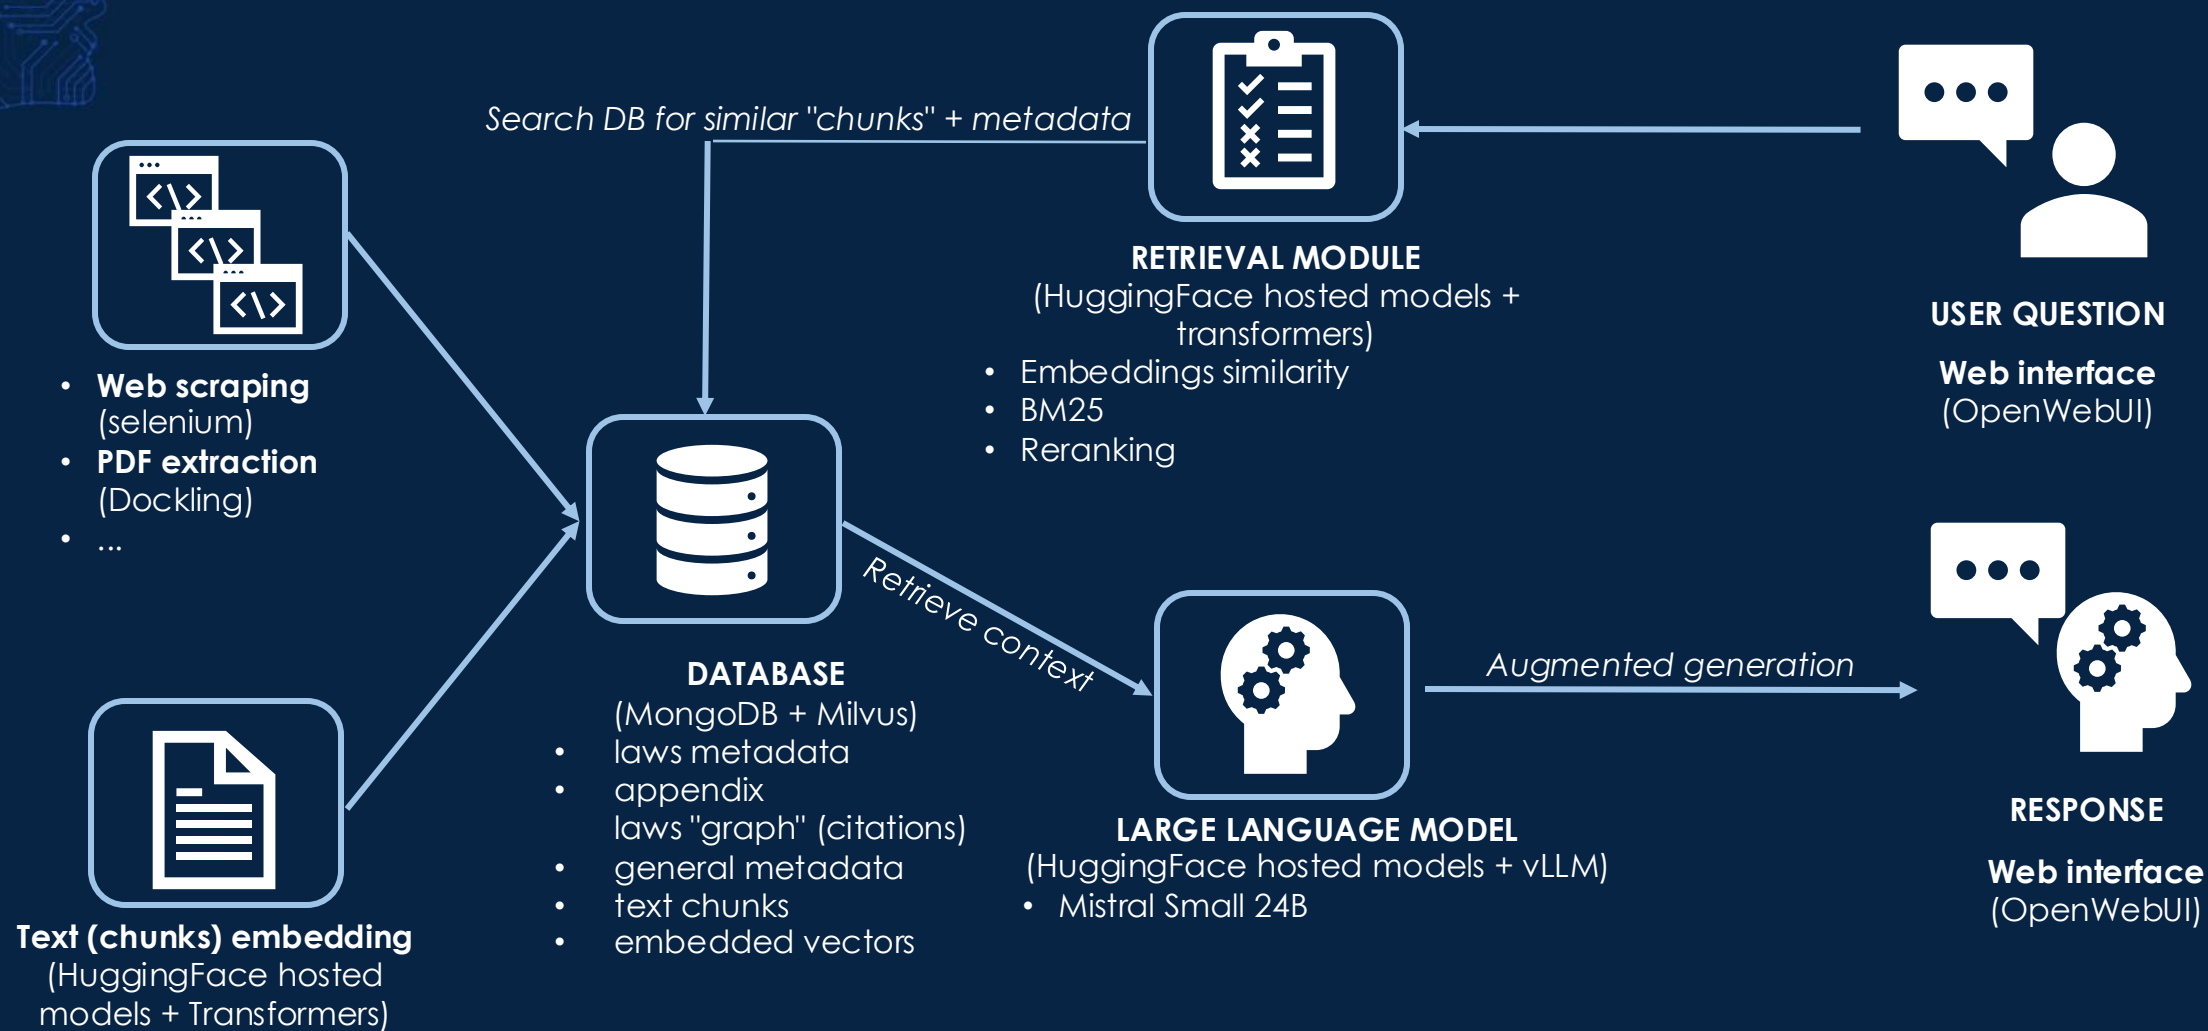 Search DB for similar "chunks" + metadata
• Web scraping
(selenium)
• PDF extraction
(Dockling)
• ...
Text (chunks) embedding
(HuggingFace hosted
models + Transformers)
DATABASE
(MongoDB + Milvus)
• laws metadata
• appendix
laws "graph" (citations)
• general metadata
• text chunks
• embedded vectors
RETRIEVAL MODULE
(HuggingFace hosted models +
transformers)
• Embeddings similarity
• BM25
• Reranking
Retrieve context
LARGE LANGUAGE MODEL
(HuggingFace hosted models + vLLM)
• Mistral Small 24B
Augmented generation
USER QUESTION
Web interface
(OpenWebUI)
RESPONSE
Web interface
(OpenWebUI)